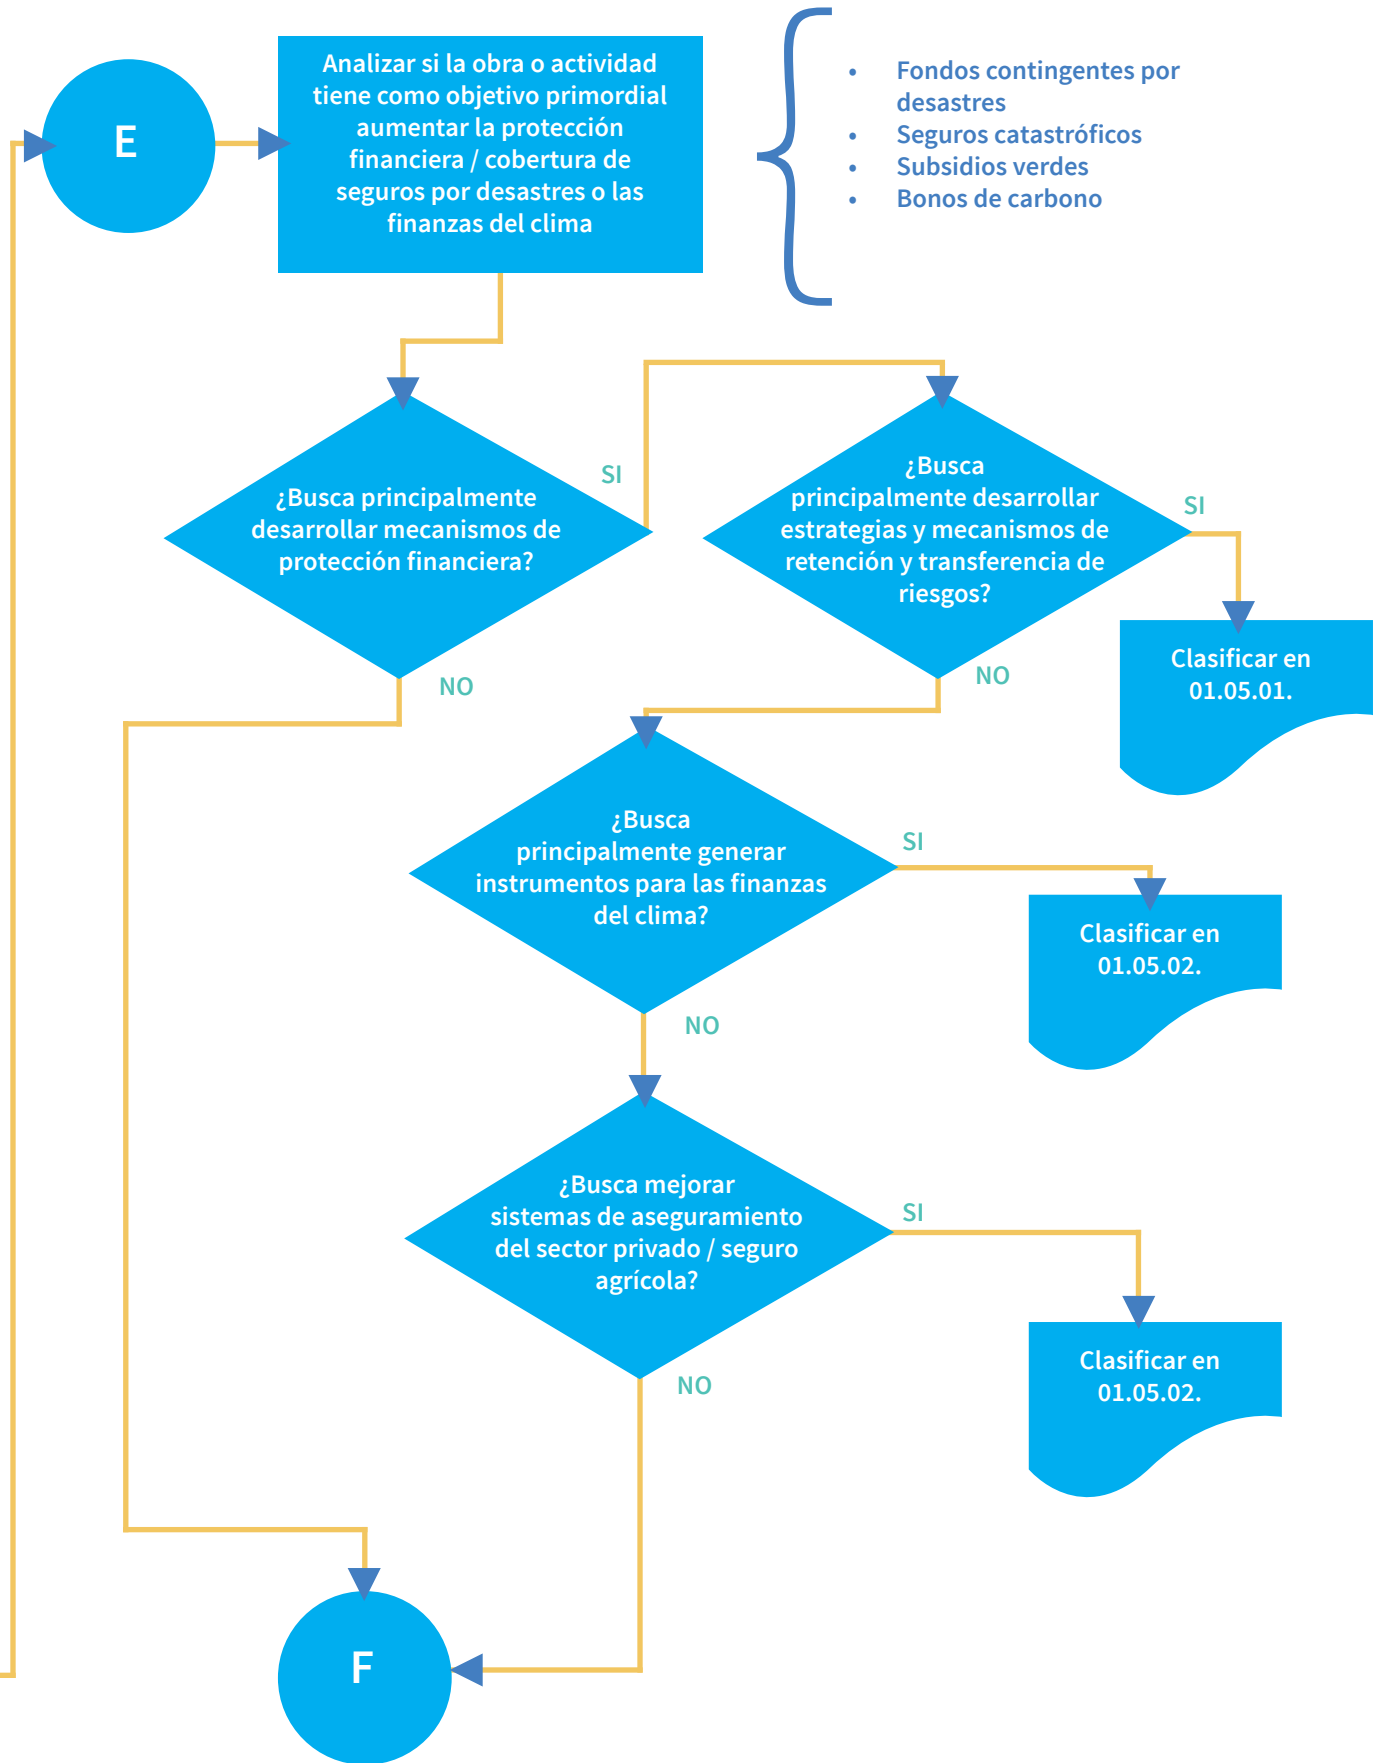 E
Analizar si la obra o actividad
tiene como objetivo primordial
aumentar la protección
financiera / cobertura de
seguros por desastres o las
finanzas del clima
• Fondos contingentes por
desastres
• Seguros catastróficos
• Subsidios verdes
• Bonos de carbono
¿Busca principalmente
desarrollar mecanismos de
protección financiera?
SI
NO
¿Busca
principalmente desarrollar
estrategias y mecanismos de
retención y transferencia de
riesgos?
SI
NO
Clasificar en
01.05.01.
¿Busca
principalmente generar
instrumentos para las finanzas
del clima?
SI
NO
Clasificar en
01.05.02.
¿Busca mejorar
sistemas de aseguramiento
del sector privado / seguro
agrícola?
SI
NO
Clasificar en
01.05.02.
F